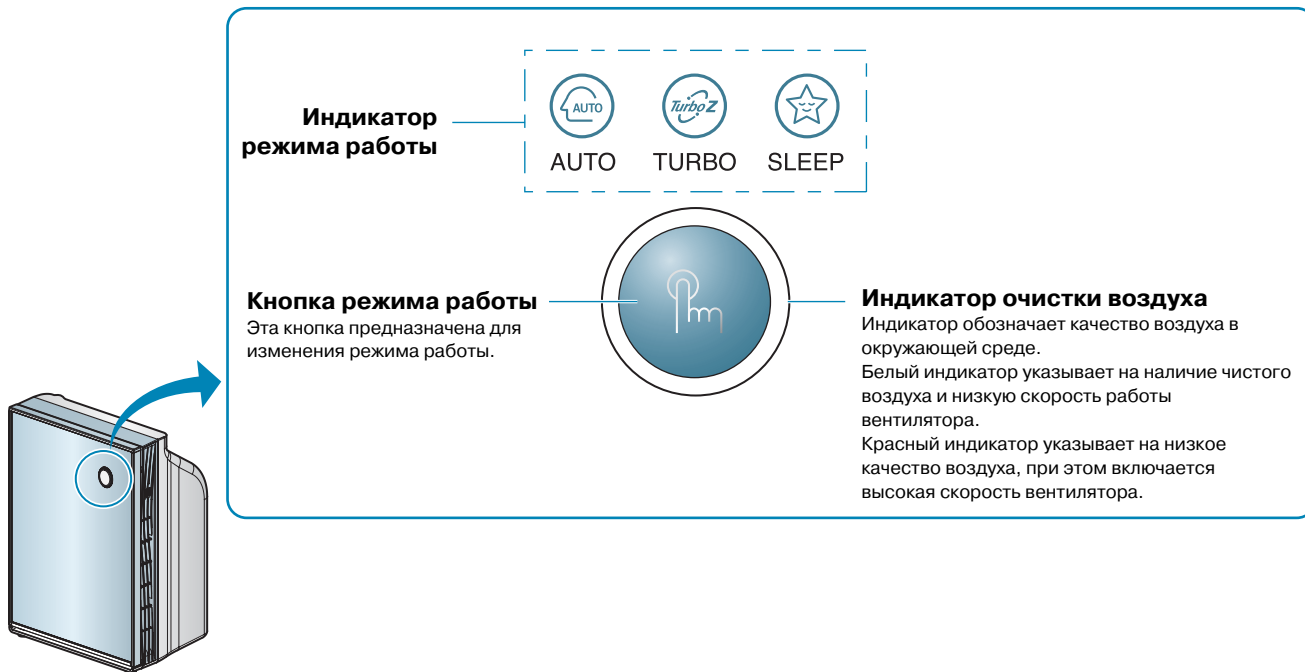 AUTO
Turbo Z
Индикатор
режима работы
AUTO TURBO SLEEP
Кнопка режима работы
Эта кнопка предназначена для
изменения режима работы.
Индикатор очистки воздуха
Индикатор обозначает качество воздуха в
окружающей среде.
Белый индикатор указывает на наличие чистого
воздуха и низкую скорость работы
вентилятора.
Красный индикатор указывает на низкое
качество воздуха, при этом включается
высокая скорость вентилятора.